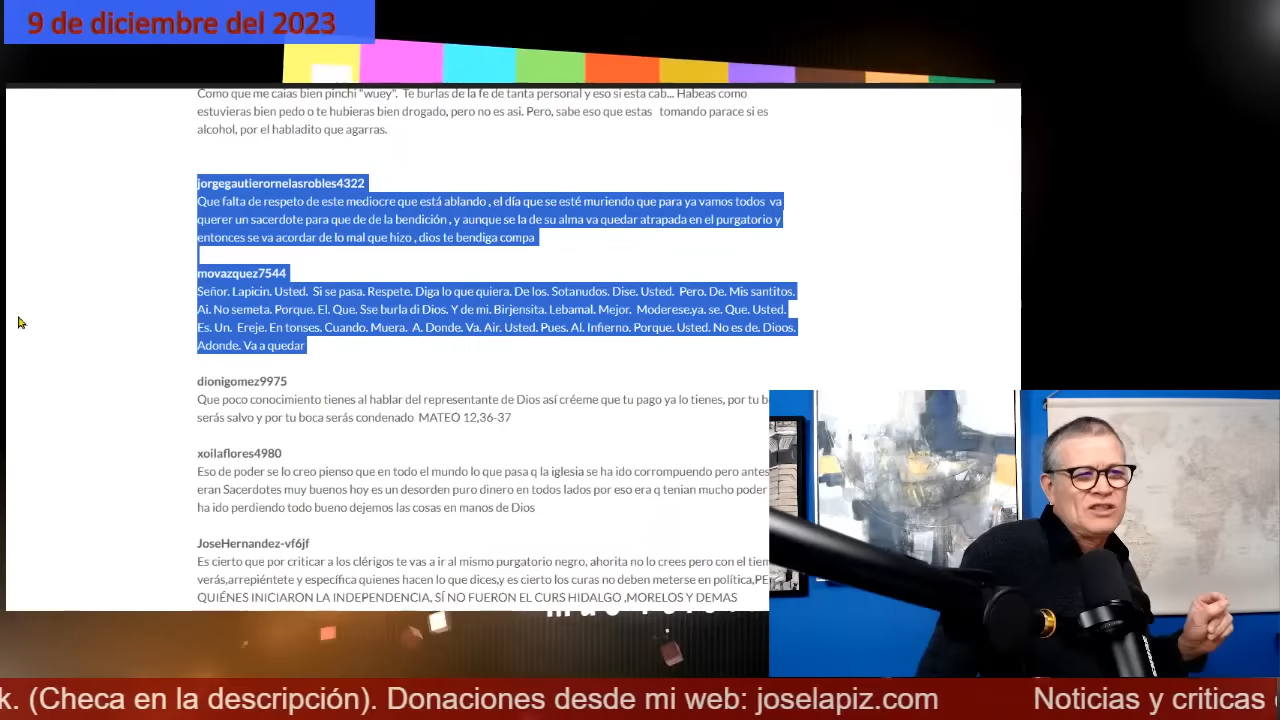 9 de diciembre del 2023
Como que me caias bien pinchi "wuey". Te burlas de la fe de tanta personal y eso si esta cab... Habeas como
estuvieras bien pedo o te hubieras bien drogado, pero no es asi. Pero, sabe eso que estas tomando parace si es
alcohol, por el habladito que agarras.
jorgegautierornelasrobles4322
Que falta de respeto de este mediocre que está ablando , el día que se esté muriendo que para ya vamos todos va
querer un sacerdote para que de de la bendición , y aunque se la de su alma va quedar atrapada en el purgatorio y
entonces se va acordar de lo mal que hizo , dios te bendiga compa
movazquez7544
Señor. Lapicin. Usted. Si se pasa. Respete. Diga lo que quiera. De los. Sotanudos. Dise. Usted. Pero. De. Mis santitos.
Ai. No semeta. Porque. El. Que. Sse burla di Dios. Y de mi. Birjensita. Lebamal. Mejor. Moderese.ya. se. Que. Usted.
Es. Un. Ereje. En tonses. Cuando. Muera. A. Donde. Va. Air. Usted. Pues. Al. Infierno. Porque. Usted. No es de. Dioos.
Adonde. Va a quedar
dionigomez9975
Que poco conocimiento tienes al hablar del representante de Dios así créeme que tu pago ya lo tienes, por tu b
serás salvo y por tu boca serás condenado MATEO 12,36-37
xoilaflores4980
Eso de poder se lo creo pienso que en todo el mundo lo que pasa q la iglesia se ha ido corrompuendo pero antes
eran Sacerdotes muy buenos hoy es un desorden puro dinero en todos lados por eso era q tenian mucho poder
ha ido perdiendo todo bueno dejemos las cosas en manos de Dios
JoseHernandez-vf6jf
Es cierto que por criticar a los clérigos te vas a ir al mismo purgatorio negro, ahorita no lo crees pero con el tiem
verás,arrepiéntete y específica quienes hacen lo que dices,y es cierto los curas no deben meterse en política,PE
QUIÉNES INICIARON LA INDEPENDENCIA, SÍ NO FUERON EL CURS HIDALGO ,MORELOS Y DEMAS
k. (Checa en la descripción). Donaciones desde mi web: joselapiz.com Noticias y criticas